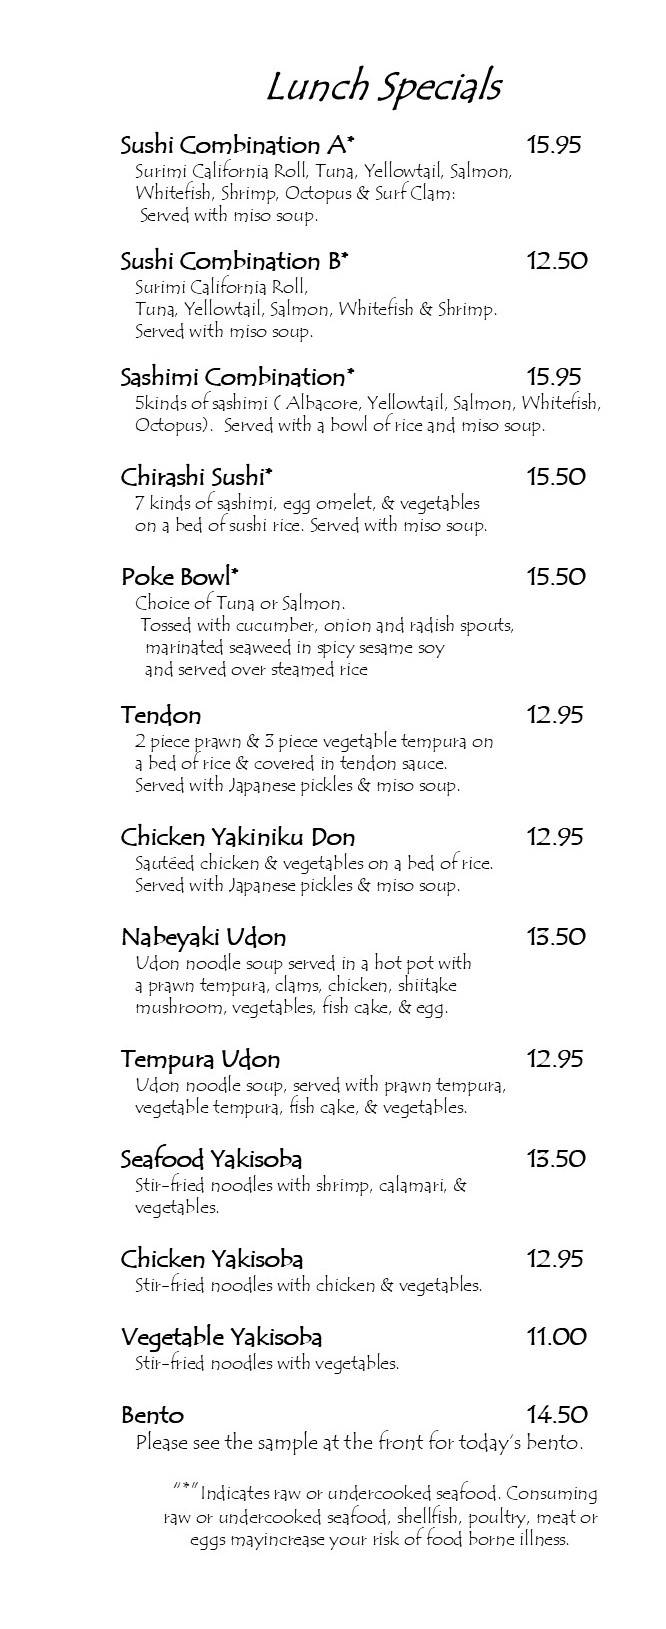 Lunch Specials
Sushi Combination A* 15.95
Surimi California Roll, Tuna, Yellowtail, Salmon,
Whitefish, Shrimp, Octopus & Surf Clam:
Served with miso soup.
Sushi Combination B* 12.50
Surimi California Roll,
Tuna, Yellowtail, Salmon, Whitefish & Shrimp.
Served with miso soup.
Sashimi Combination* 15.95
5kinds of sashimi ( Albacore, Yellowtail, Salmon, Whitefish,
Octopus). Served with a bowl of rice and miso soup.
Chirashi Sushi* 15.50
7 kinds of sashimi, egg omelet, & vegetables
on a bed of sushi rice. Served with miso soup.
Poke Bowl* 15.50
Choice of Tuna or Salmon.
Tossed with cucumber, onion and radish spouts,
marinated seaweed in spicy sesame soy
and served over steamed rice
Tendon 12.95
2 piece prawn & 3 piece vegetable tempura on
a bed of rice & covered in tendon sauce.
Served with Japanese pickles & miso soup.
Chicken Yakiniku Don 12.95
Sautéed chicken & vegetables on a bed of rice.
Served with Japanese pickles & miso soup.
Nabeyaki Udon 13.50
Udon noodle soup served in a hot pot with
a prawn tempura, clams, chicken, shiitake
mushroom, vegetables, fish cake, & egg.
Tempura Udon 12.95
Udon noodle soup, served with prawn tempura,
vegetable tempura, fish cake, & vegetables.
Seafood Yakisoba 13.50
Stir-fried noodles with shrimp, calamari, &
vegetables.
Chicken Yakisoba 12.95
Stir-fried noodles with chicken & vegetables.
Vegetable Yakisoba 11.00
Stir-fried noodles with vegetables.
Bento 14.50
Please see the sample at the front for today's bento.
"*"Indicates raw or undercooked seafood. Consuming
raw or undercooked seafood, shellfish, poultry, meat or
eggs mayincrease your risk of food borne illness.